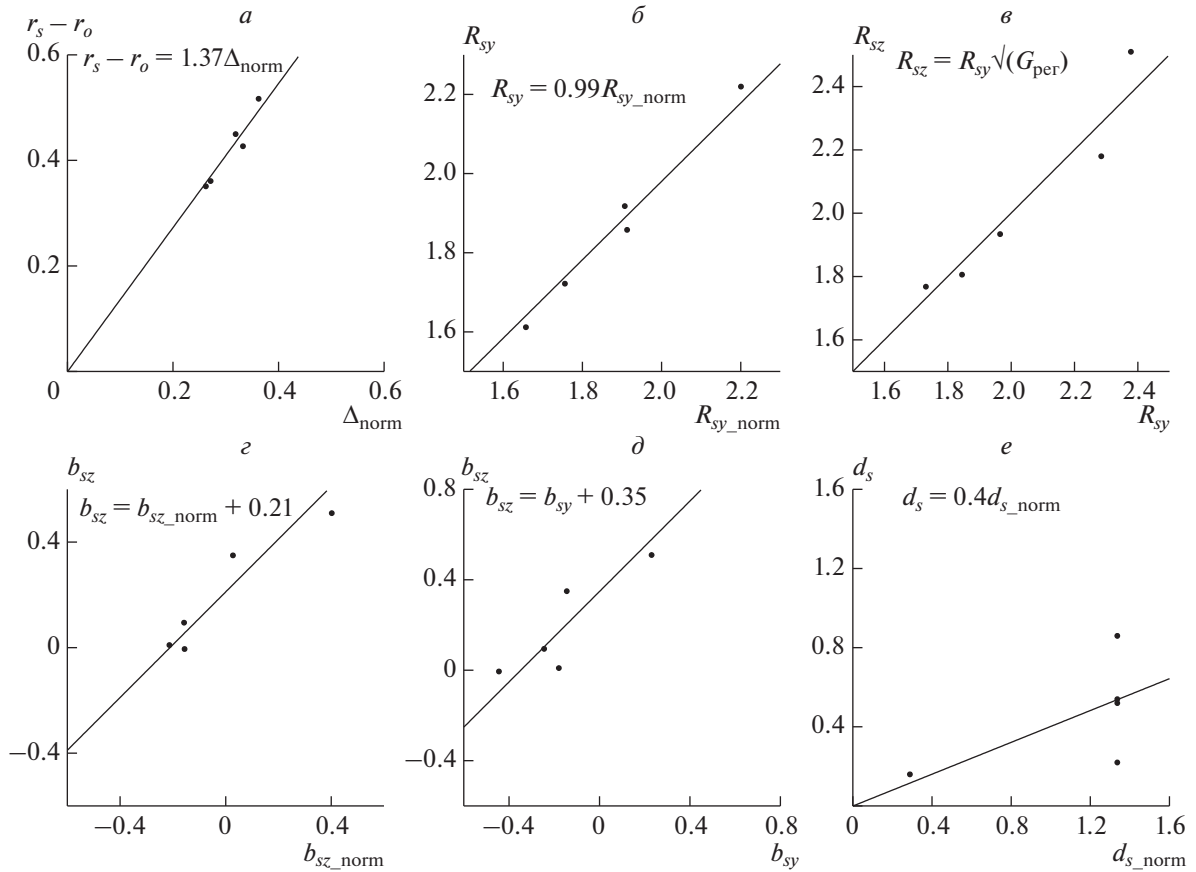 а
r_s – r_o
r_s – r_o = 1.37Δ_norm
0.6
0.4
0.2
0
0.2
0.4
0.6
Δ_norm
б
R_sy
R_sy = 0.99R_sy_norm
2.2
2.0
1.8
1.6
1.6
1.8
2.0
2.2
R_sy_norm
в
R_sz
R_sz = R_sy√(G_рег)
2.4
2.2
2.0
1.8
1.6
1.6
1.8
2.0
2.2
2.4
R_sy
г
b_sz
b_sz = b_sz_norm + 0.21
0.4
0
–0.4
–0.4
0
0.4
b_sz_norm
д
b_sz
b_sz = b_sy + 0.35
0.8
0.4
0
–0.4
–0.4
0
0.4
0.8
b_sy
е
d_s
d_s = 0.4d_s_norm
1.6
1.2
0.8
0.4
0
0.4
0.8
1.2
1.6
d_s_norm